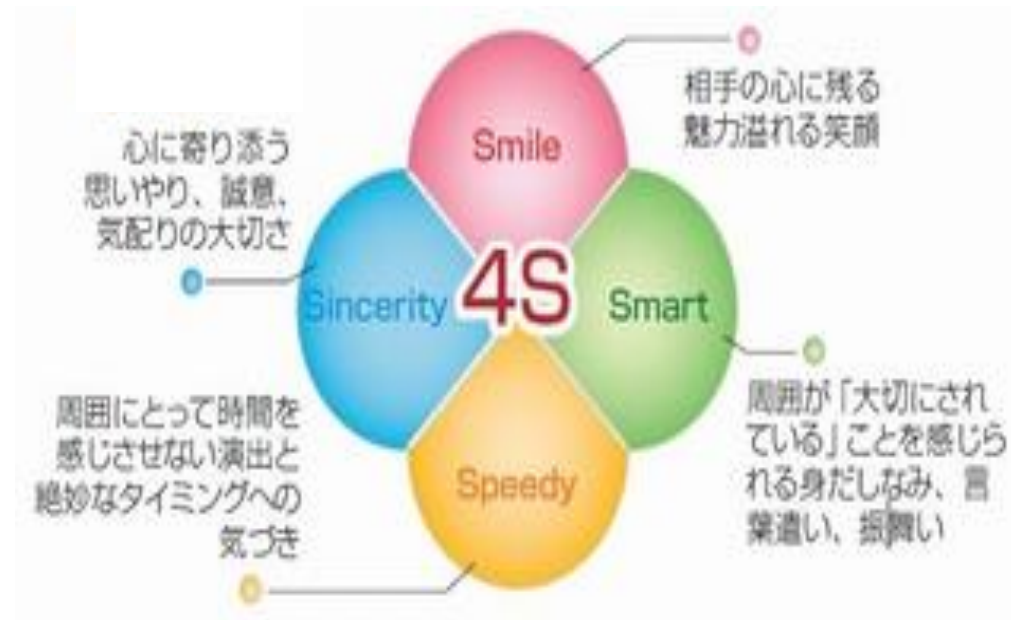 Smile
相手の心に残る
魅力溢れる笑顔
心に寄り添う
思いやり、誠意、
気配りの大切さ
Sincerity
4S
Smart
周囲が「大切にされ
ている」ことを感じら
れる身だしなみ、言
葉遣い、振舞い
周囲にとって時間を
感じさせない演出と
絶妙なタイミングへの
気づき
Speedy